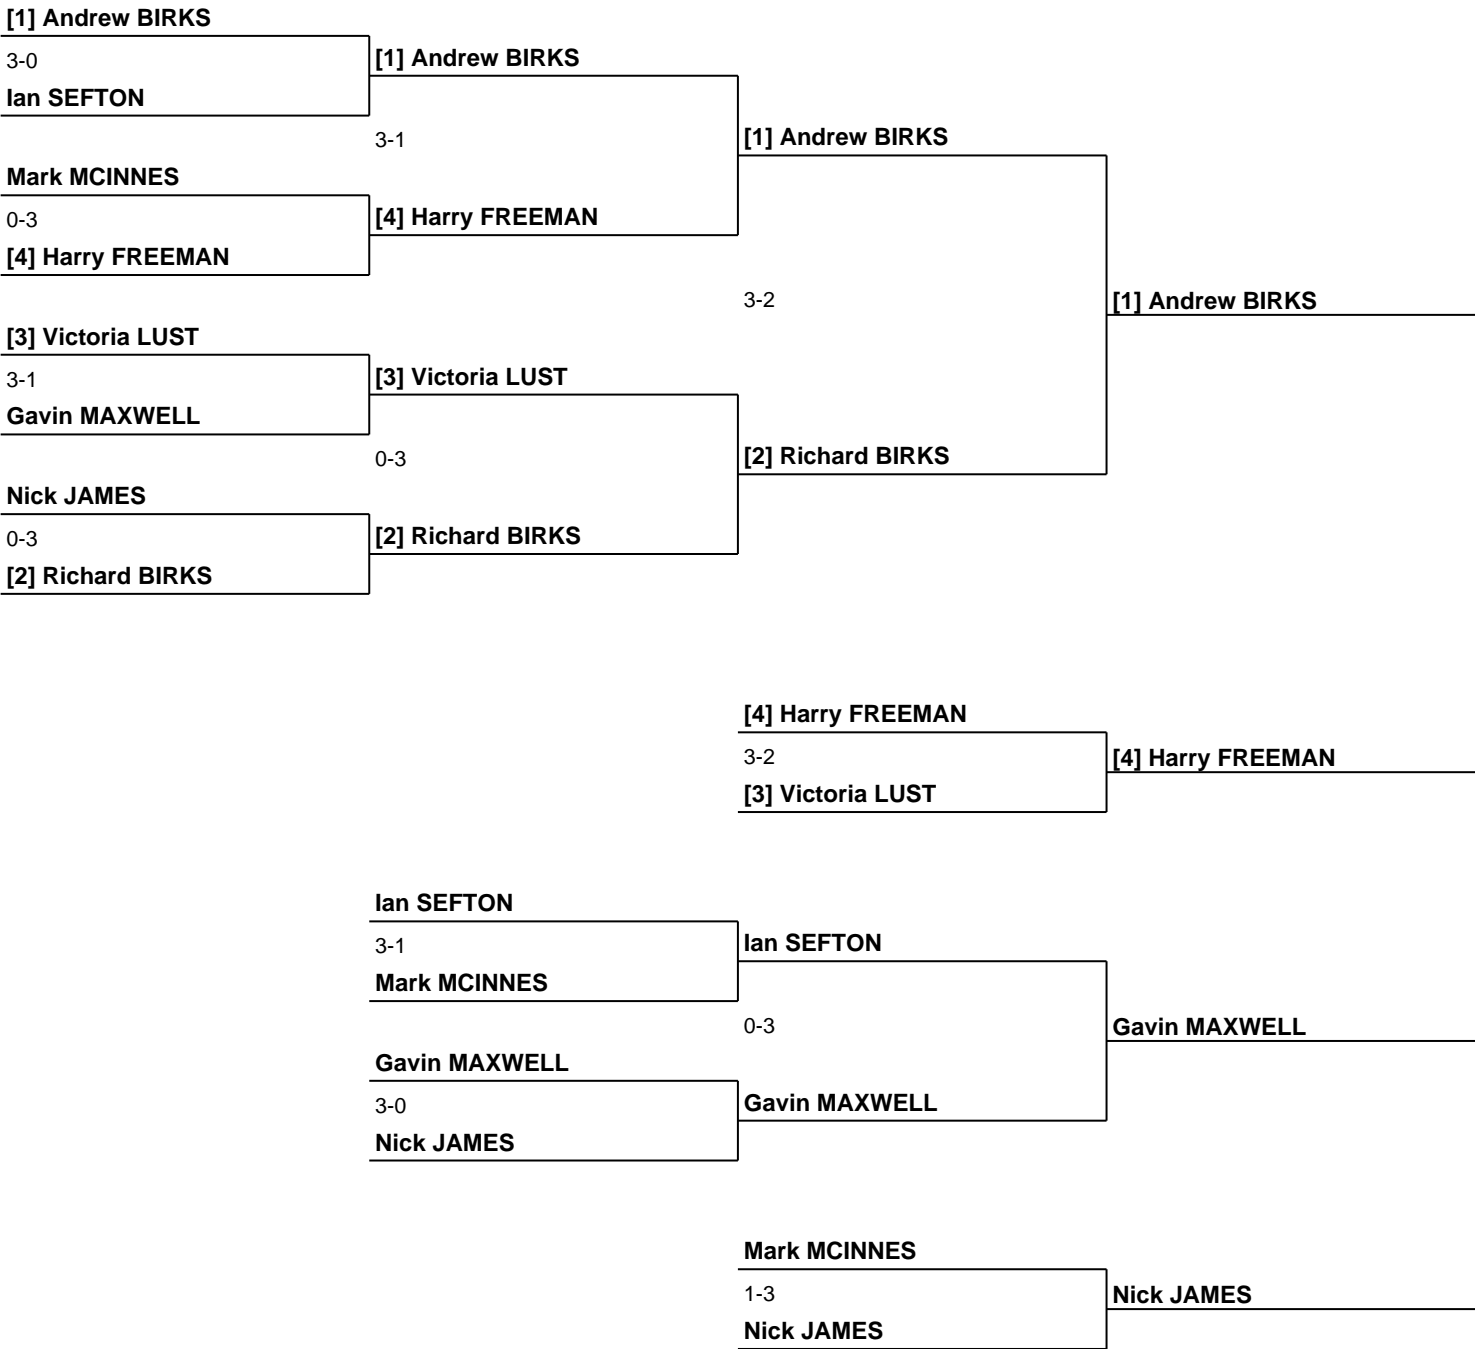 [1] Andrew BIRKS
3-0
[1] Andrew BIRKS
Ian SEFTON
3-1
[1] Andrew BIRKS
Mark MCINNES
0-3
[4] Harry FREEMAN
[4] Harry FREEMAN
3-2
[1] Andrew BIRKS
[3] Victoria LUST
3-1
[3] Victoria LUST
Gavin MAXWELL
0-3
[2] Richard BIRKS
Nick JAMES
0-3
[2] Richard BIRKS
[2] Richard BIRKS
[4] Harry FREEMAN
3-2
[4] Harry FREEMAN
[3] Victoria LUST
Ian SEFTON
3-1
Ian SEFTON
Mark MCINNES
0-3
Gavin MAXWELL
Gavin MAXWELL
3-0
Gavin MAXWELL
Nick JAMES
Mark MCINNES
1-3
Nick JAMES
Nick JAMES